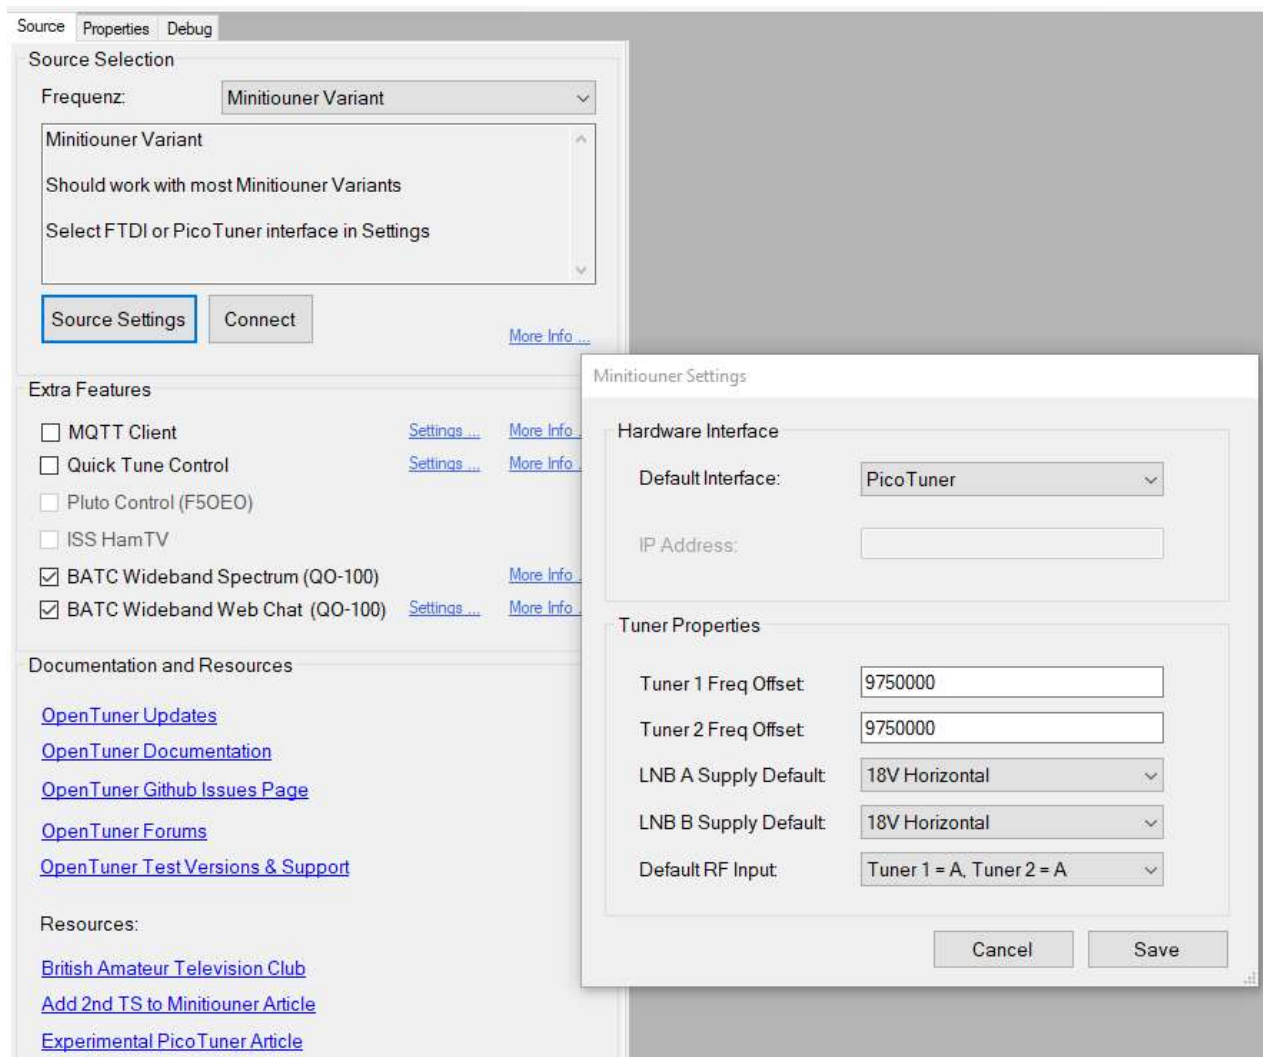 Source Properties Debug
Source Selection
Frequenz: Minitiouner Variant
Minitiouner Variant
Should work with most Minitiouner Variants
Select FTDI or PicoTuner interface in Settings
Source Settings Connect
More Info ...
Extra Features
MQTT Client Settings ... More Info .
Quick Tune Control Settings ... More Info .
Pluto Control (F5OEO)
ISS HamTV
BATC Wideband Spectrum (QO-100) More Info .
BATC Wideband Web Chat (QO-100) Settings ... More Info .
Documentation and Resources
OpenTuner Updates
OpenTuner Documentation
OpenTuner Github Issues Page
OpenTuner Forums
OpenTuner Test Versions & Support
Resources:
British Amateur Television Club
Add 2nd TS to Minitiouner Article
Experimental PicoTuner Article
Minitiouner Settings
Hardware Interface
Default Interface: PicoTuner
IP Address:
Tuner Properties
Tuner 1 Freq Offset: 9750000
Tuner 2 Freq Offset: 9750000
LNB A Supply Default: 18V Horizontal
LNB B Supply Default: 18V Horizontal
Default RF Input: Tuner 1 = A, Tuner 2 = A
Cancel Save